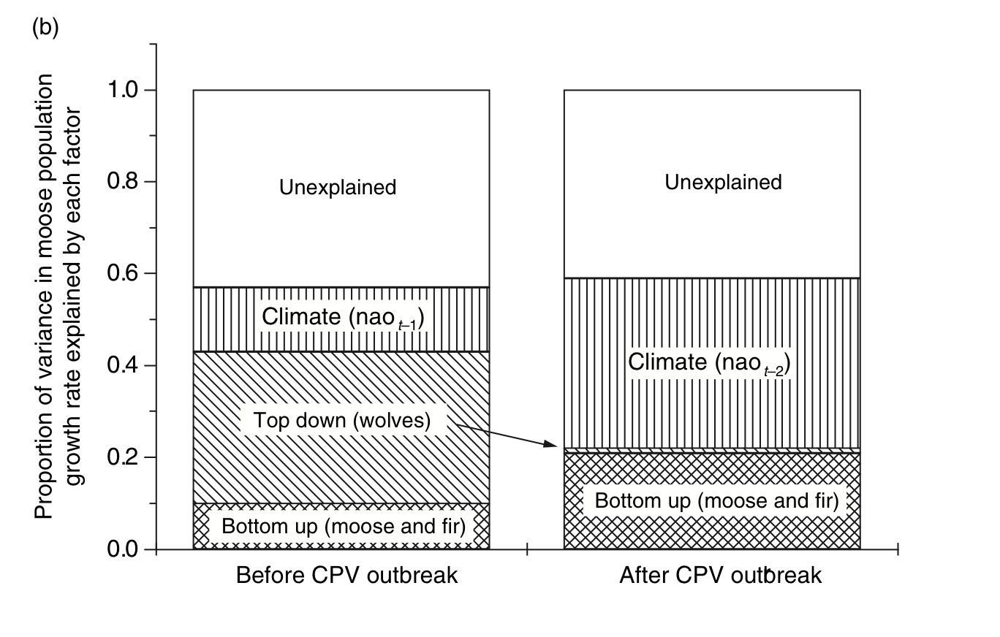 (b)
Proportion of variance in moose population
growth rate explained by each factor
1.0
0.8
0.6
0.4
0.2
0.0
Unexplained
Climate (nao t–1)
Top down (wolves)
Bottom up (moose and fir)
Unexplained
Climate (nao t–2)
Bottom up (moose and fir)
Before CPV outbreak
After CPV outbreak